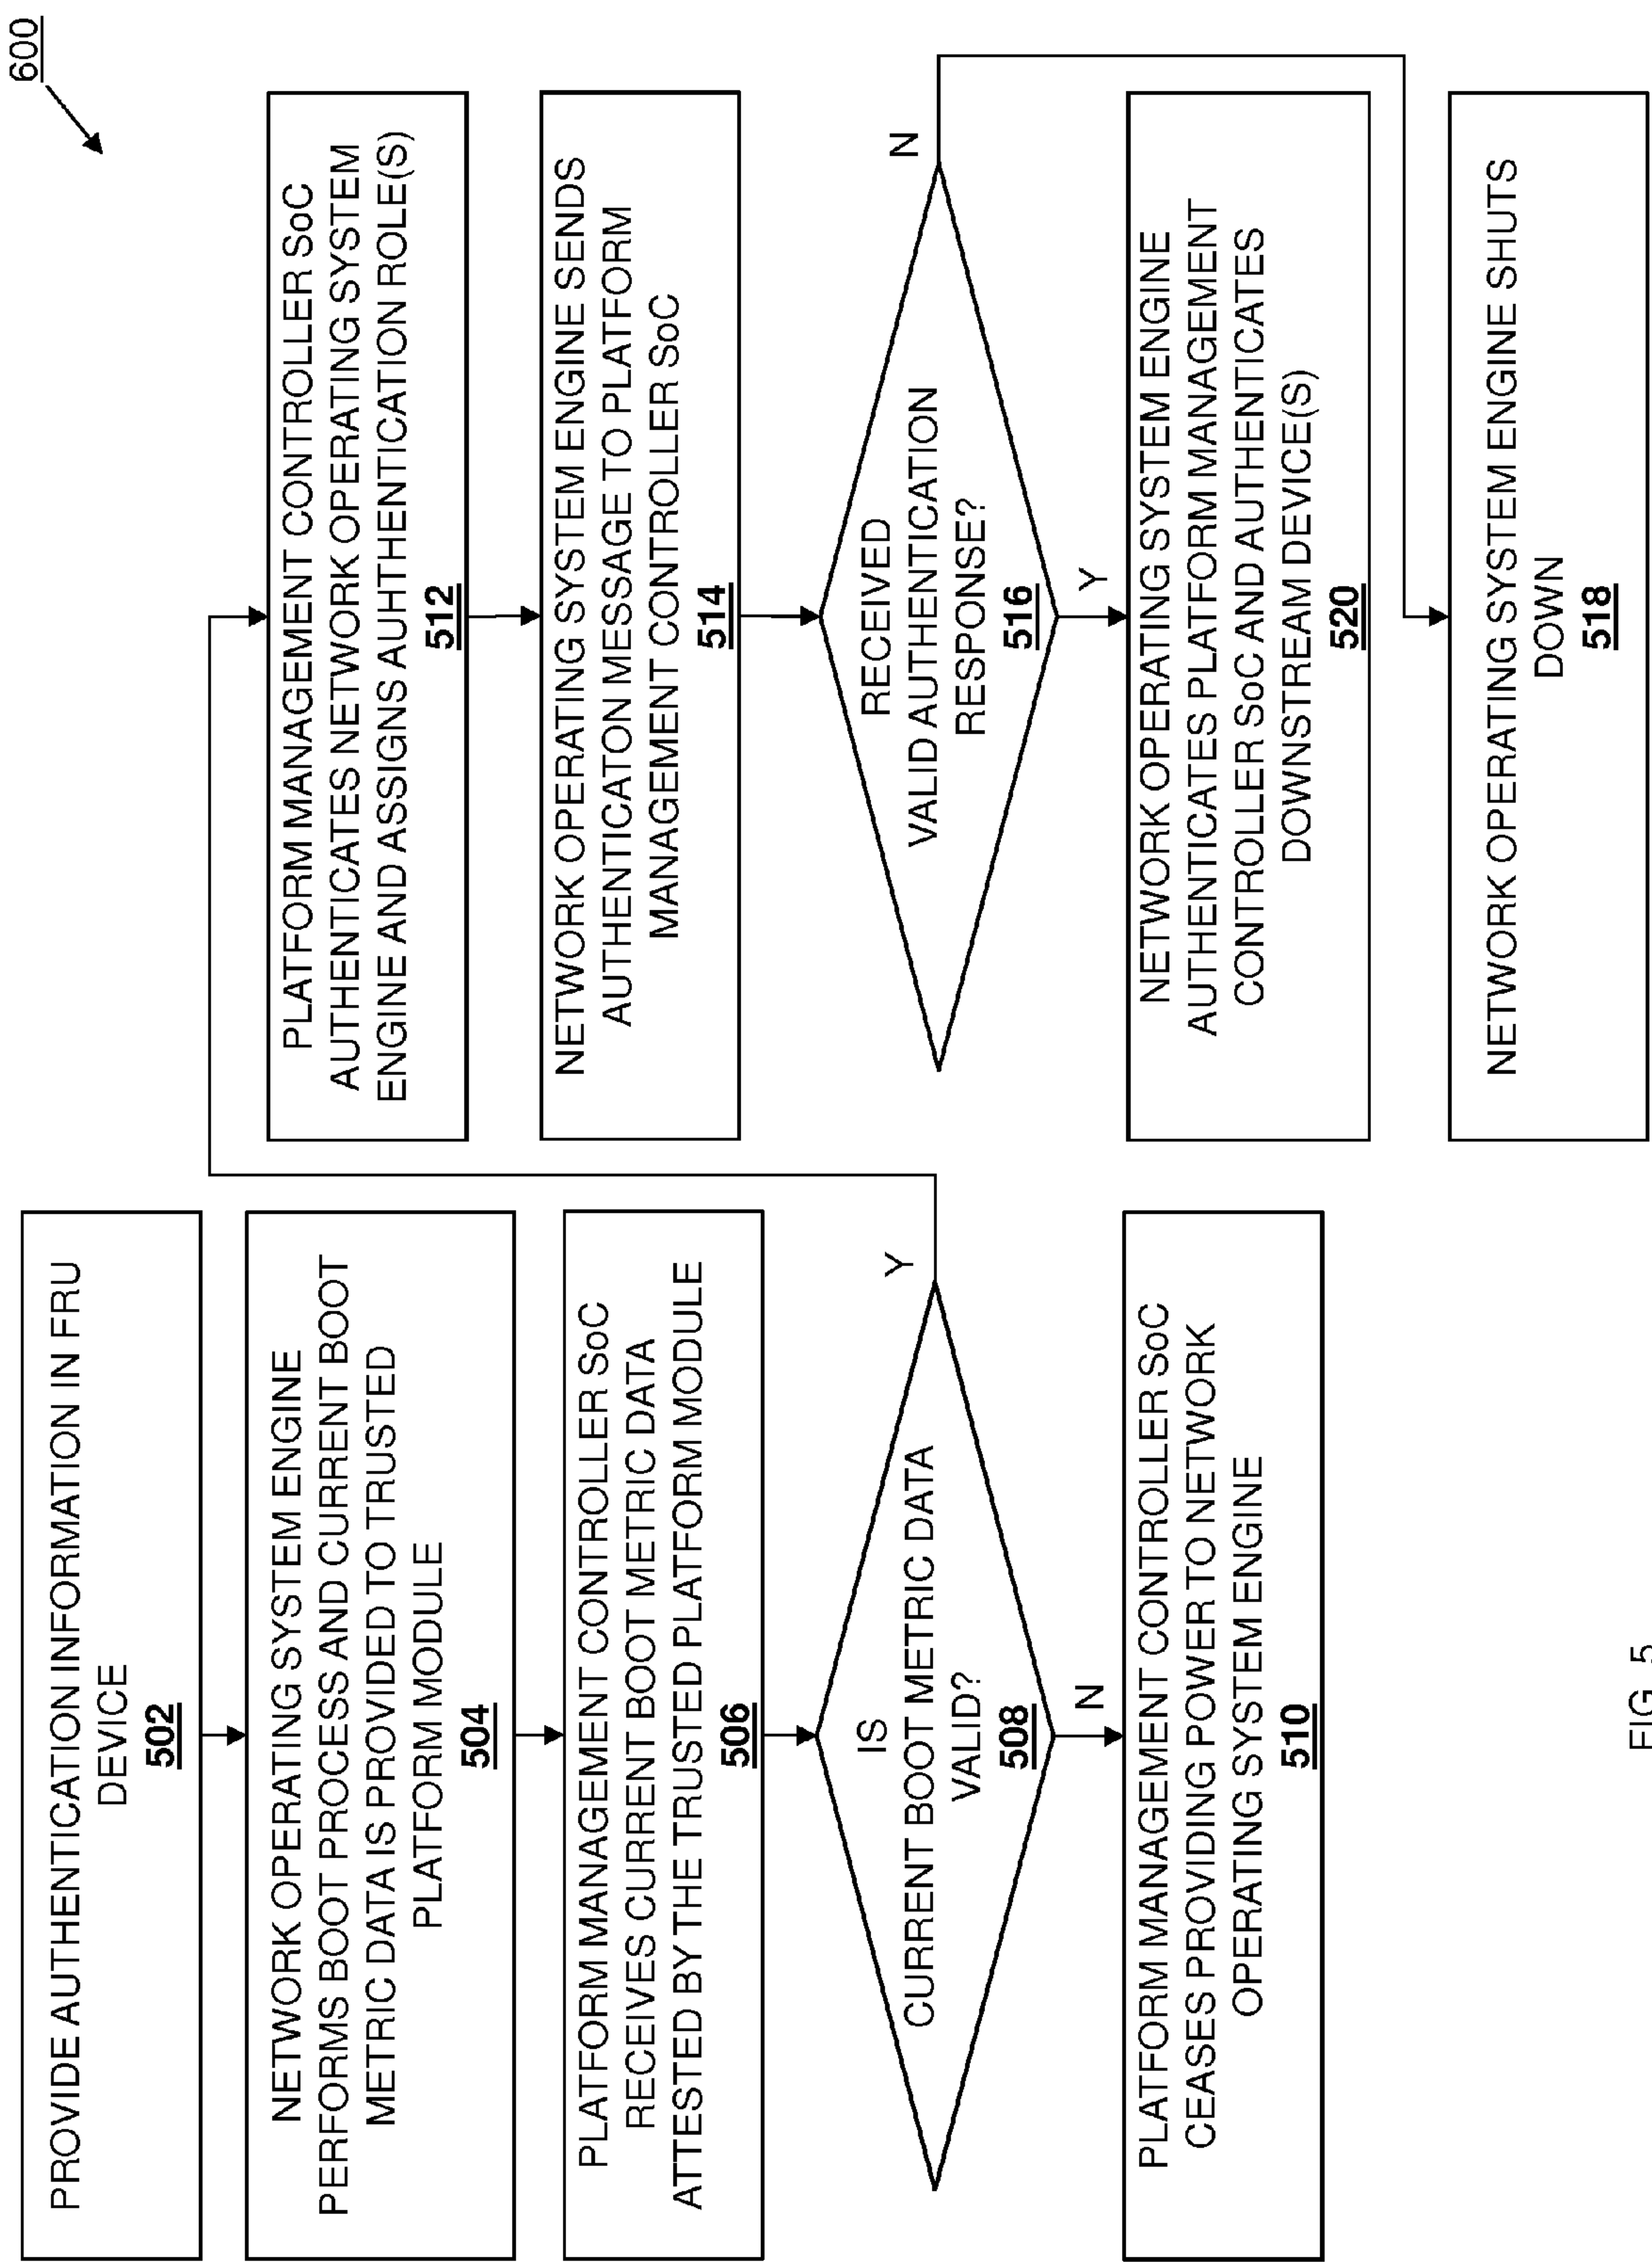 600
PROVIDE AUTHENTICATION INFORMATION IN FRU
DEVICE
502
NETWORK OPERATING SYSTEM ENGINE
PERFORMS BOOT PROCESS AND CURRENT BOOT
METRIC DATA IS PROVIDED TO TRUSTED
PLATFORM MODULE
504
PLATFORM MANAGEMENT CONTROLLER SoC
RECEIVES CURRENT BOOT METRIC DATA
ATTESTED BY THE TRUSTED PLATFORM MODULE
506
IS
CURRENT BOOT METRIC DATA
VALID?
508
Y
N
PLATFORM MANAGEMENT CONTROLLER SoC
CEASES PROVIDING POWER TO NETWORK
OPERATING SYSTEM ENGINE
510
PLATFORM MANAGEMENT CONTROLLER SoC
AUTHENTICATES NETWORK OPERATING SYSTEM
ENGINE AND ASSIGNS AUHTHENTICATION ROLE(S)
512
NETWORK OPERATING SYSTEM ENGINE SENDS
AUTHENTICATON MESSAGE TO PLATFORM
MANAGEMENT CONTROLLER SoC
514
RECEIVED
VALID AUTHENTICATION
RESPONSE?
516
N
Y
NETWORK OPERATING SYSTEM ENGINE
AUTHENTICATES PLATFORM MANAGEMENT
CONTROLLER SoC AND AUTHENTICATES
DOWNSTREAM DEVICE(S)
520
NETWORK OPERATING SYSTEM ENGINE SHUTS
DOWN
518
FIG. 5